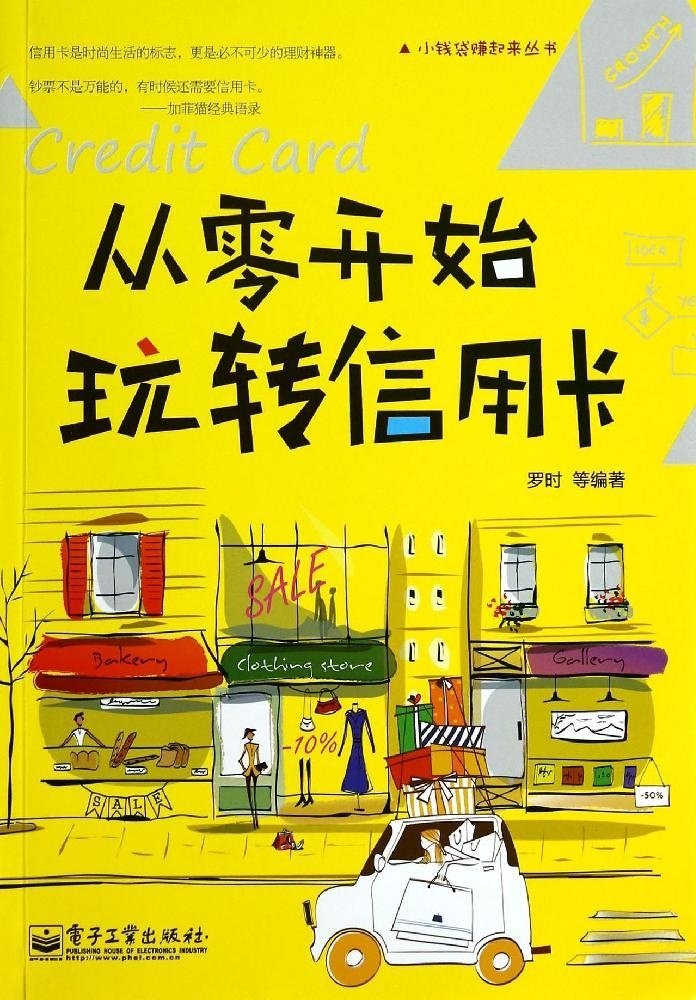 信用卡是时尚生活的标志，更是必不可少的理财神器。
▲ 小钱袋赚起来丛书
钞票不是万能的，有时候还需要信用卡。
——加菲猫经典语录
GROWTH
Credit Card
从零开始
IDEA
YE
玩转信用卡
罗时 等编著
SALE
Bakery
clothing store
Gallery
-10%
SALE
-50%
電子工業出版社
PUBLISHING HOUSE OF ELECTRONICS INDUSTRY
http://www.phei.com.cn